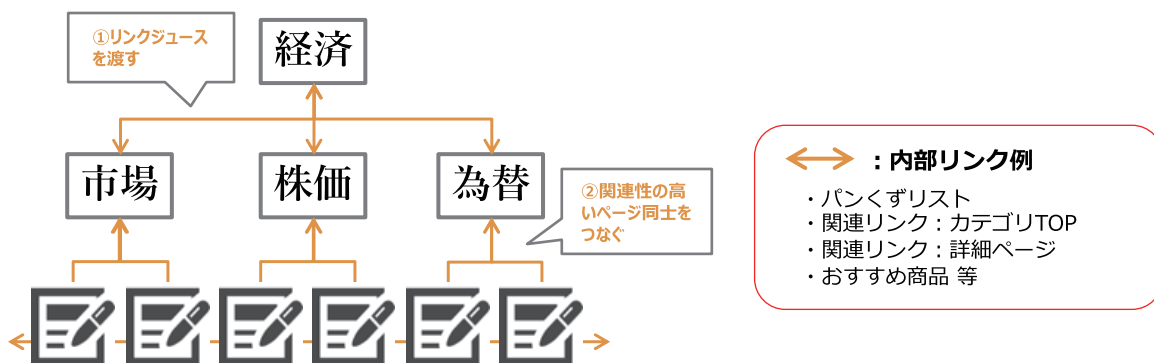 ①リンクジュース
を渡す
経済
市場
株価
為替
②関連性の高
いページ同士を
つなぐ
：内部リンク例
・パンくずリスト
・関連リンク：カテゴリTOP
・関連リンク：詳細ページ
・おすすめ商品 等